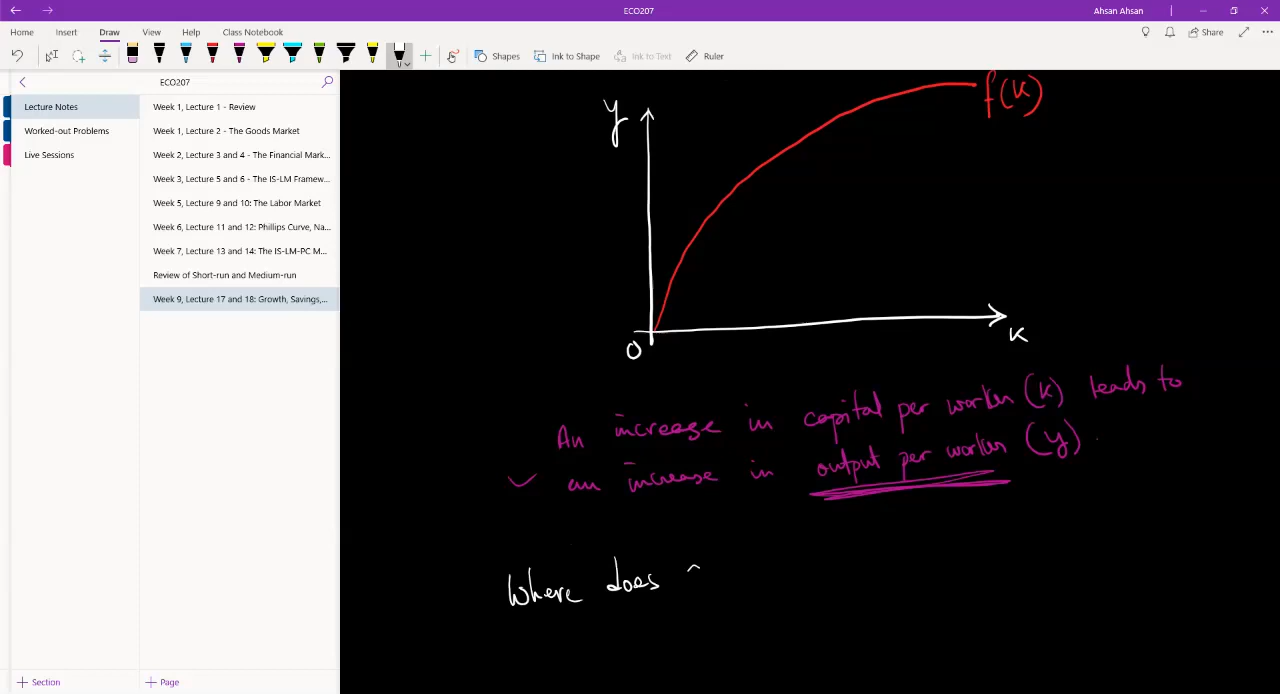 ECO207
Ahsan Ahsan
Home Insert Draw View Help Class Notebook
Share
Shapes Ink to Shape Ink to Text Ruler
ECO207
Lecture Notes
Worked-out Problems
Live Sessions
Week 1, Lecture 1 - Review
Week 1, Lecture 2 - The Goods Market
Week 2, Lecture 3 and 4 - The Financial Mark...
Week 3, Lecture 5 and 6 - The IS-LM Framew...
Week 5, Lecture 9 and 10: The Labor Market
Week 6, Lecture 11 and 12: Phillips Curve, Na...
Week 7, Lecture 13 and 14: The IS-LM-PC M...
Review of Short-run and Medium-run
Week 9, Lecture 17 and 18: Growth, Savings,...
y
f(k)
0
k
An increase in capital per worker (k) leads to
an increase in output per worker (y).
Where does
Section
Page